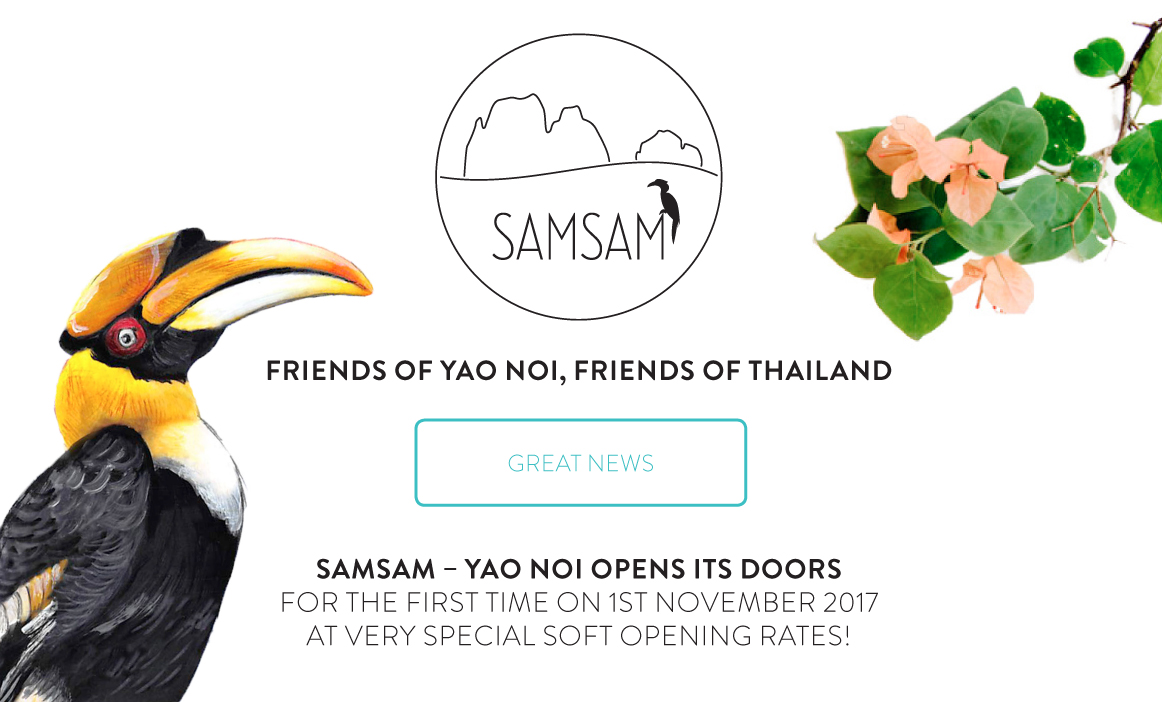 SAMSAM
FRIENDS OF YAO NOI, FRIENDS OF THAILAND
GREAT NEWS
SAMSAM – YAO NOI OPENS ITS DOORS
FOR THE FIRST TIME ON 1ST NOVEMBER 2017
AT VERY SPECIAL SOFT OPENING RATES!